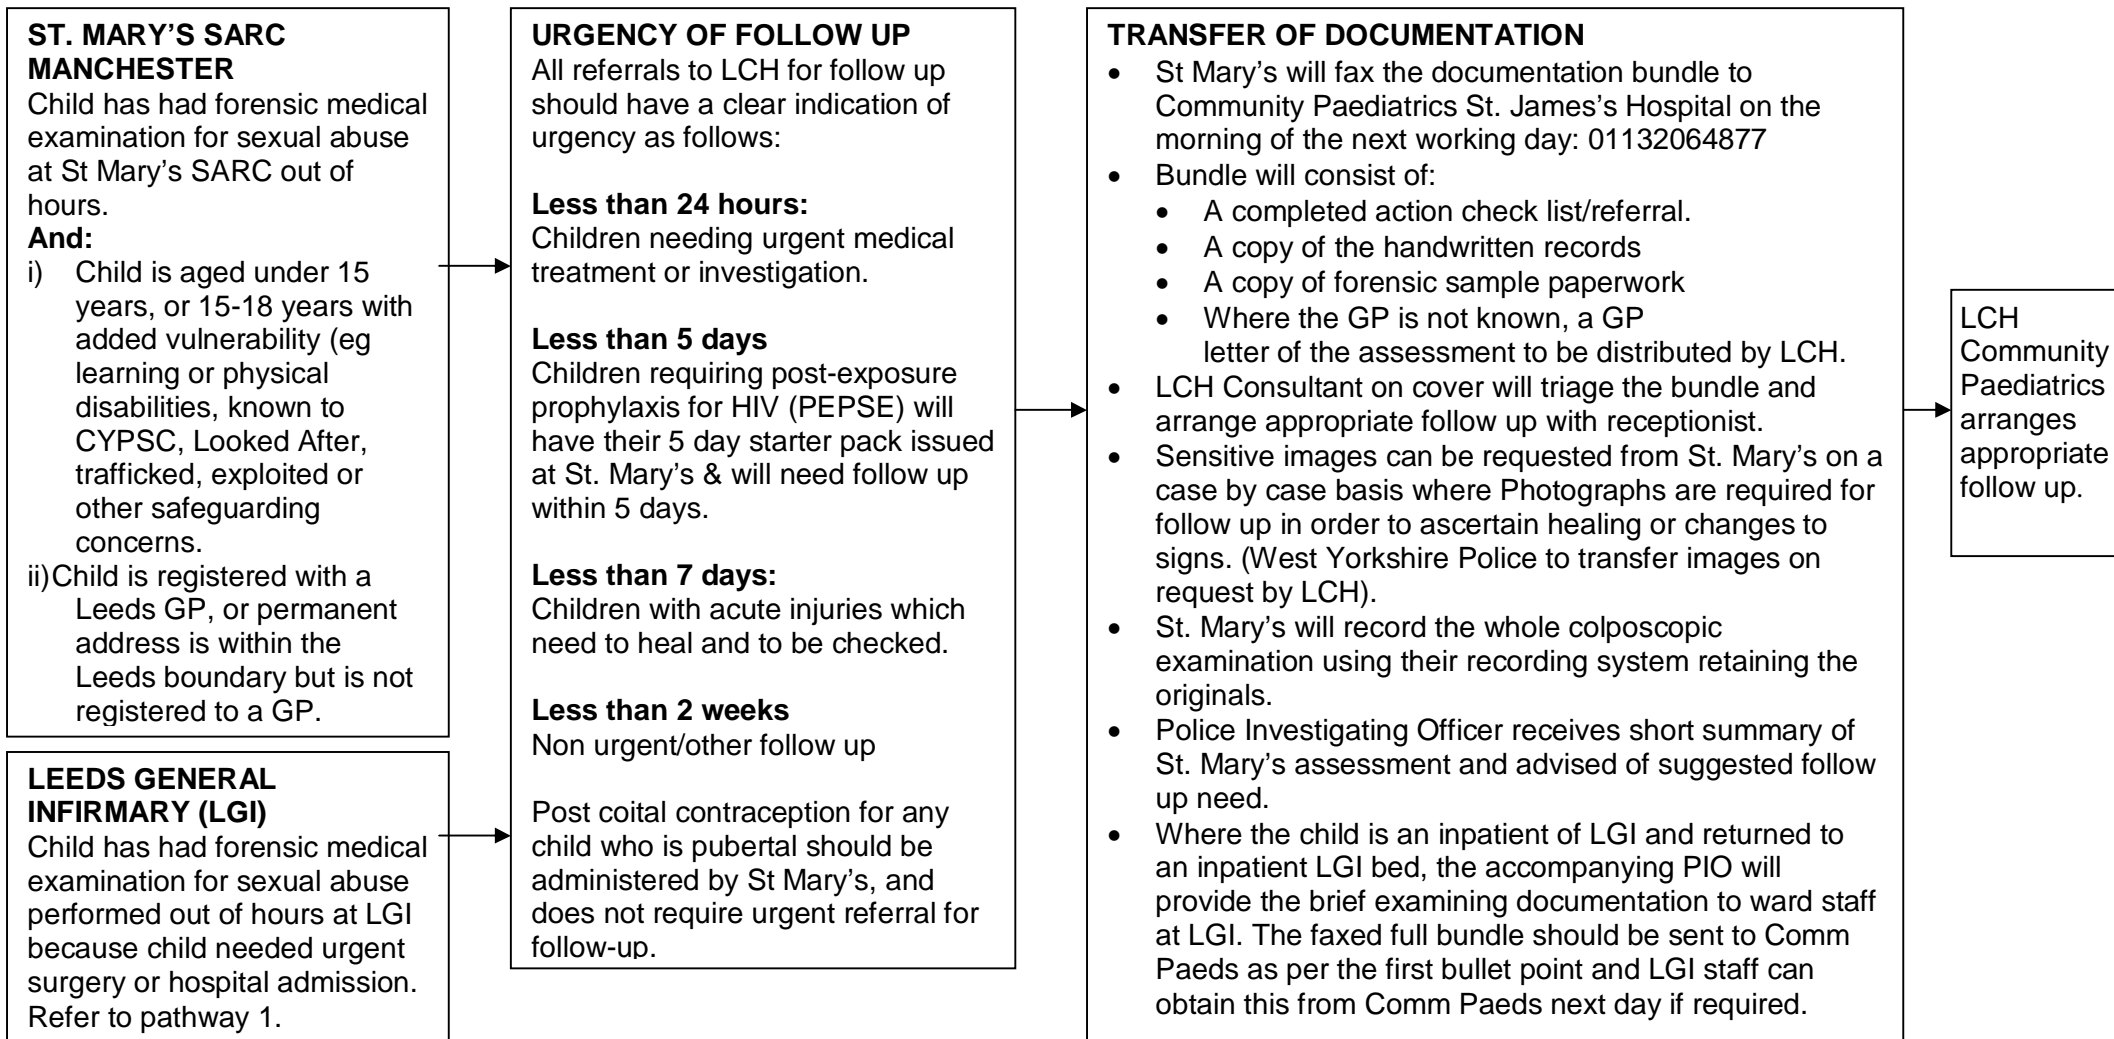 ST. MARY'S SARC
MANCHESTER
Child has had forensic medical
examination for sexual abuse
at St Mary's SARC out of
hours.
And:
i) Child is aged under 15
years, or 15-18 years with
added vulnerability (eg
learning or physical
disabilities, known to
CYPSC, Looked After,
trafficked, exploited or
other safeguarding
concerns.
ii)Child is registered with a
Leeds GP, or permanent
address is within the
Leeds boundary but is not
registered to a GP.
LEEDS GENERAL
INFIRMARY (LGI)
Child has had forensic medical
examination for sexual abuse
performed out of hours at LGI
because child needed urgent
surgery or hospital admission.
Refer to pathway 1.
URGENCY OF FOLLOW UP
All referrals to LCH for follow up
should have a clear indication of
urgency as follows:
Less than 24 hours:
Children needing urgent medical
treatment or investigation.
Less than 5 days
Children requiring post-exposure
prophylaxis for HIV (PEPSE) will
have their 5 day starter pack issued
at St. Mary's & will need follow up
within 5 days.
Less than 7 days:
Children with acute injuries which
need to heal and to be checked.
Less than 2 weeks
Non urgent/other follow up
Post coital contraception for any
child who is pubertal should be
administered by St Mary's, and
does not require urgent referral for
follow-up.
TRANSFER OF DOCUMENTATION
• St Mary's will fax the documentation bundle to
Community Paediatrics St. James's Hospital on the
morning of the next working day: 01132064877
• Bundle will consist of:
• A completed action check list/referral.
• A copy of the handwritten records
• A copy of forensic sample paperwork
• Where the GP is not known, a GP
letter of the assessment to be distributed by LCH.
• LCH Consultant on cover will triage the bundle and
arrange appropriate follow up with receptionist.
• Sensitive images can be requested from St. Mary's on a
case by case basis where Photographs are required for
follow up in order to ascertain healing or changes to
signs. (West Yorkshire Police to transfer images on
request by LCH).
• St. Mary's will record the whole colposcopic
examination using their recording system retaining the
originals.
• Police Investigating Officer receives short summary of
St. Mary's assessment and advised of suggested follow
up need.
• Where the child is an inpatient of LGI and returned to
an inpatient LGI bed, the accompanying PIO will
provide the brief examining documentation to ward staff
at LGI. The faxed full bundle should be sent to Comm
Paeds as per the first bullet point and LGI staff can
obtain this from Comm Paeds next day if required.
LCH
Community
Paediatrics
arranges
appropriate
follow up.